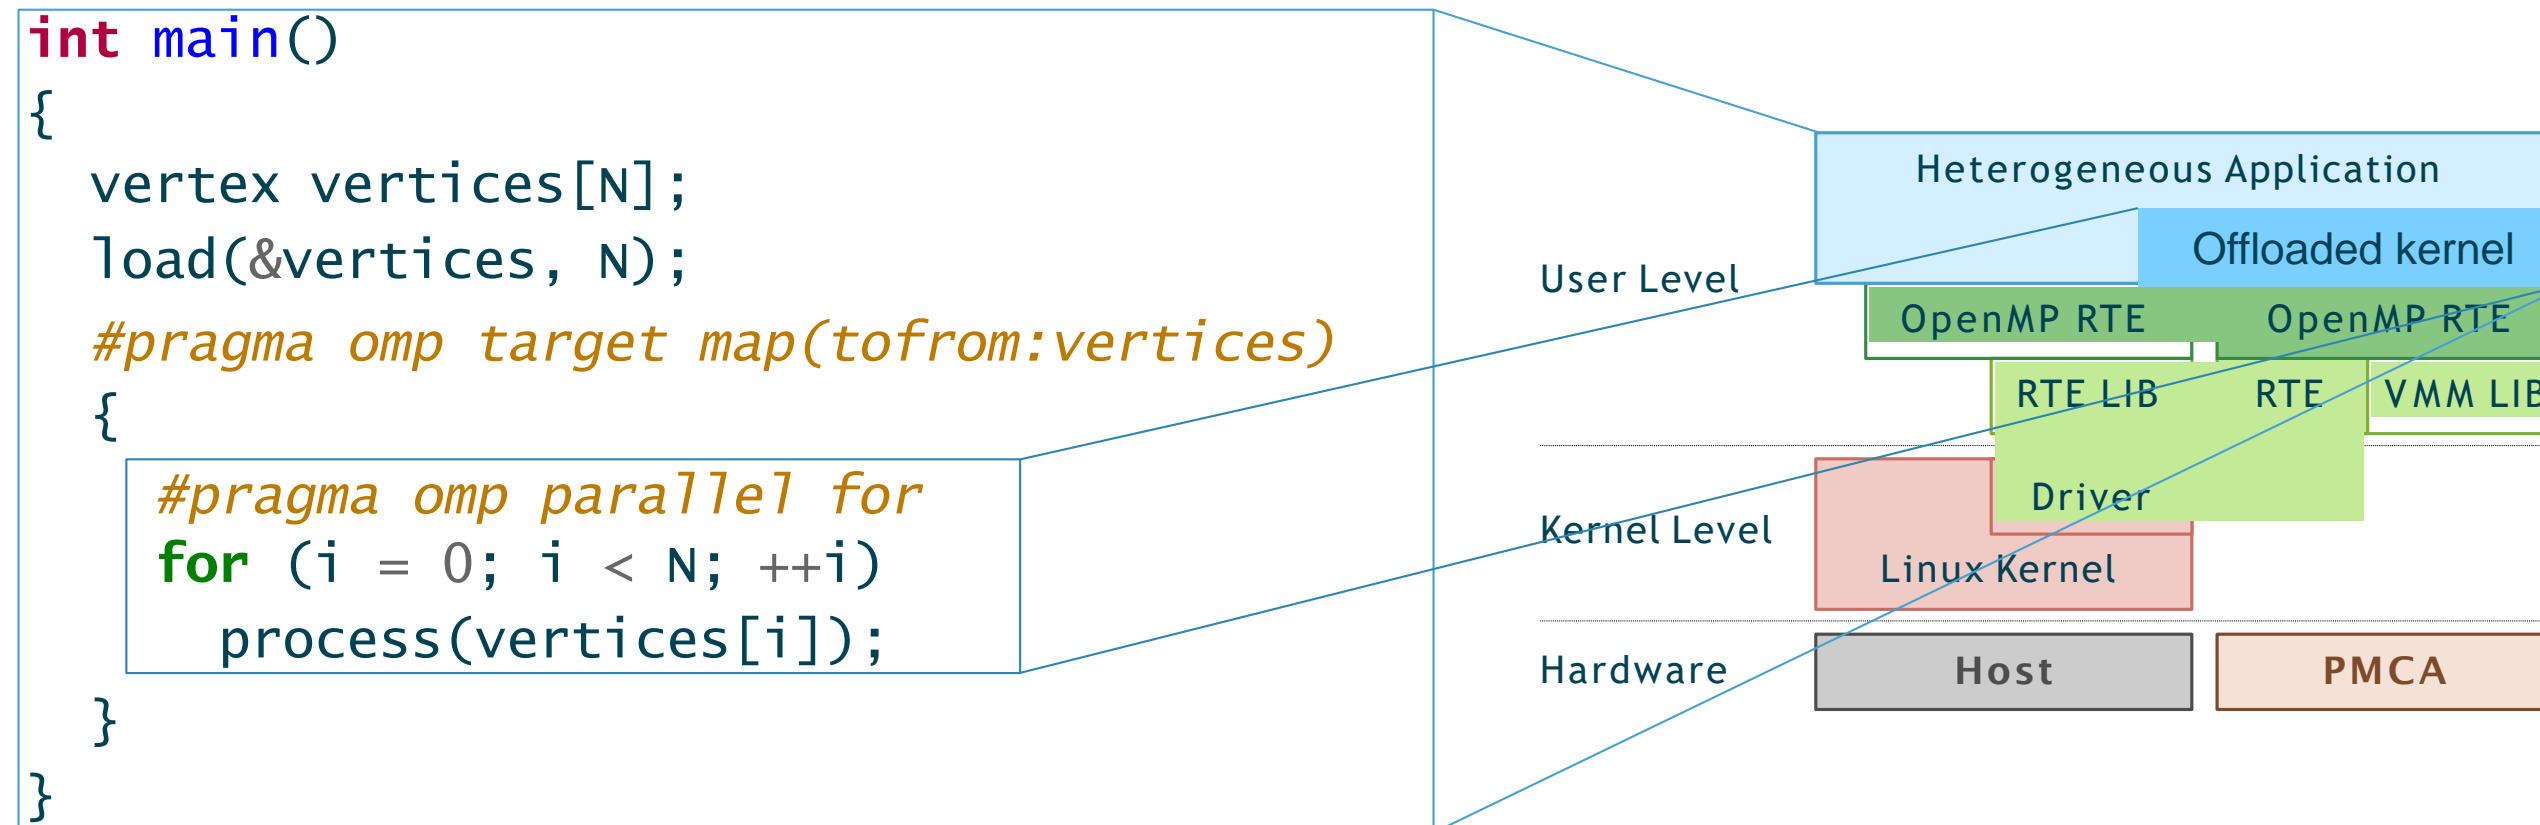 int main()
{
vertex vertices[N];
load(&vertices, N);
#pragma omp target map(tofrom:vertices)
{
#pragma omp parallel for
for (i = 0; i < N; ++i)
process(vertices[i]);
}
}
Heterogeneous Application
Offloaded kernel
User Level
OpenMP RTE
OpenMP RTE
RTE LIB
RTE
VMM LIB
Driver
Kernel Level
Linux Kernel
Hardware
Host
PMCA